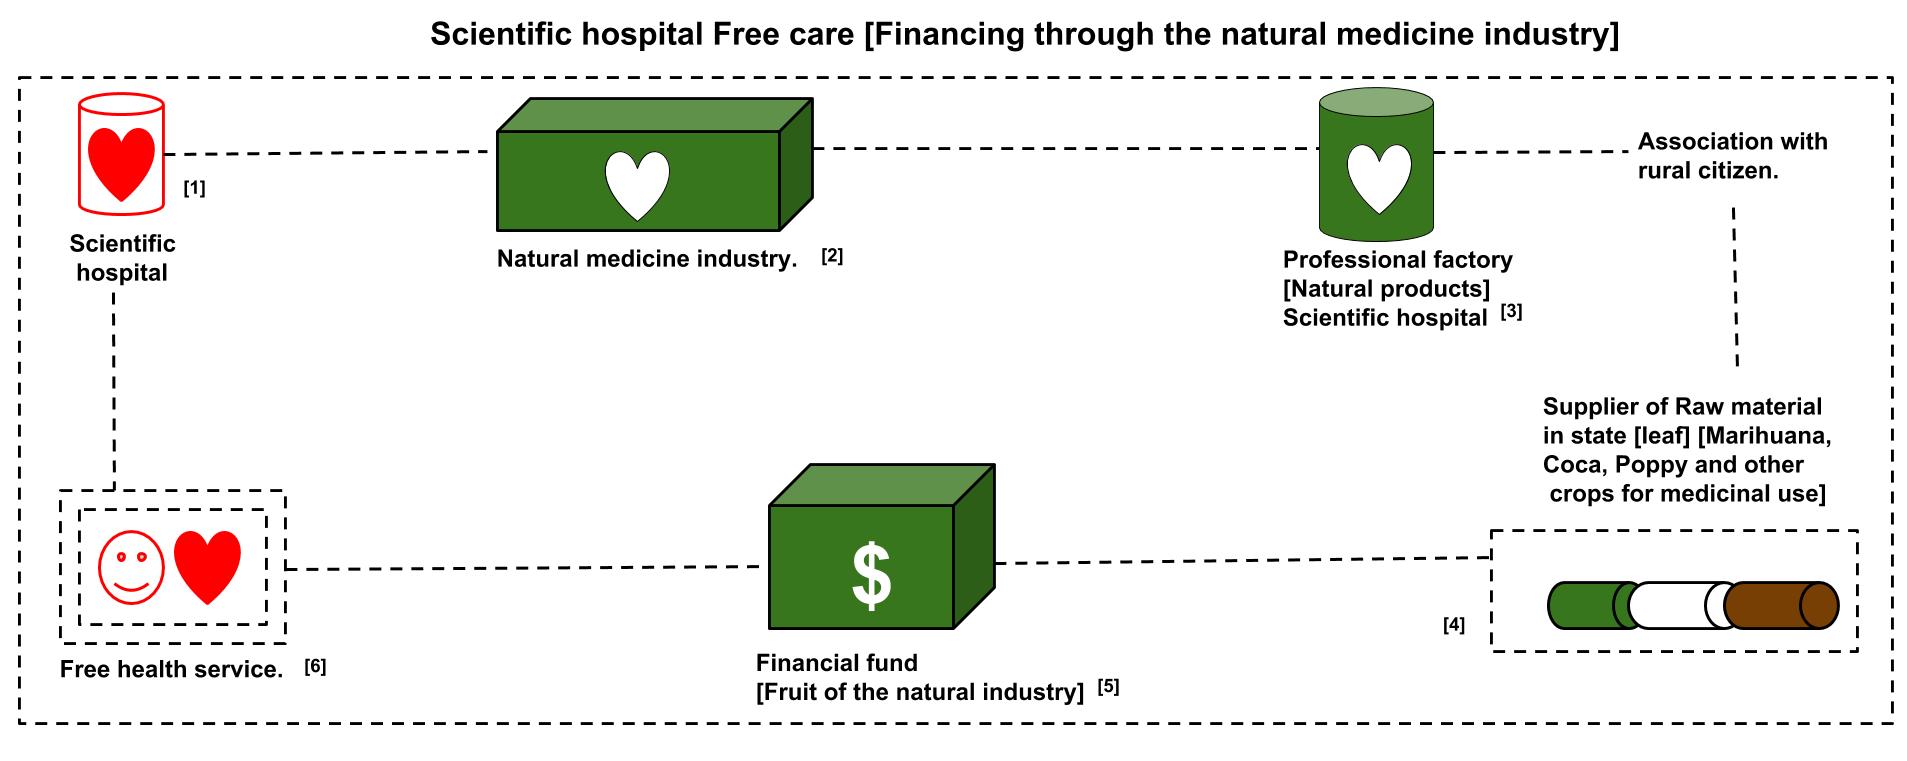 Scientific hospital Free care [Financing through the natural medicine industry]
[1]
Scientific
hospital
Natural medicine industry. [2]
Professional factory
[Natural products]
Scientific hospital [3]
Association with
rural citizen.
Supplier of Raw material
in state [leaf] [Marihuana,
Coca, Poppy and other
crops for medicinal use]
[4]
$
Financial fund
[Fruit of the natural industry] [5]
Free health service. [6]